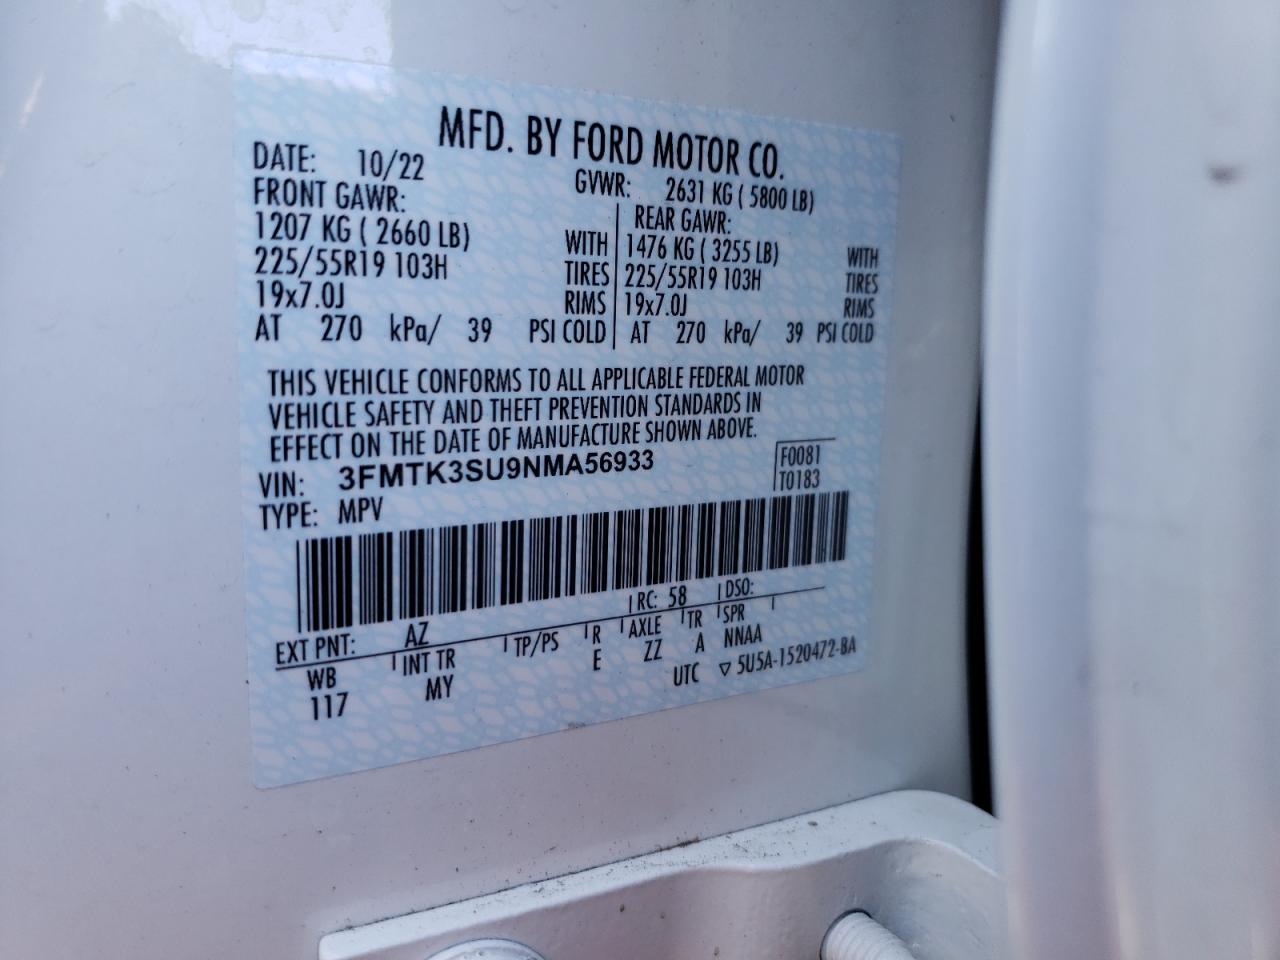 MFD. BY FORD MOTOR CO.
DATE: 10/22 GVWR: 2631 KG ( 5800 LB)
FRONT GAWR: REAR GAWR:
1207 KG ( 2660 LB) WITH 1476 KG ( 3255 LB) WITH
225/55R19 103H TIRES 225/55R19 103H TIRES
19x7.0J RIMS 19x7.0J RIMS
AT 270 kPa/ 39 PSI COLD AT 270 kPa/ 39 PSI COLD
THIS VEHICLE CONFORMS TO ALL APPLICABLE FEDERAL MOTOR
VEHICLE SAFETY AND THEFT PREVENTION STANDARDS IN
EFFECT ON THE DATE OF MANUFACTURE SHOWN ABOVE.
VIN: 3FMTK3SU9NMA56933 F0081
TYPE: MPV T0183
EXT PNT: AZ RC: 58 DSO:
WB INT TR TP/PS R AXLE TR SPR
117 MY E ZZ A NNAA
UTC ▽ 5U5A-1520472-BA